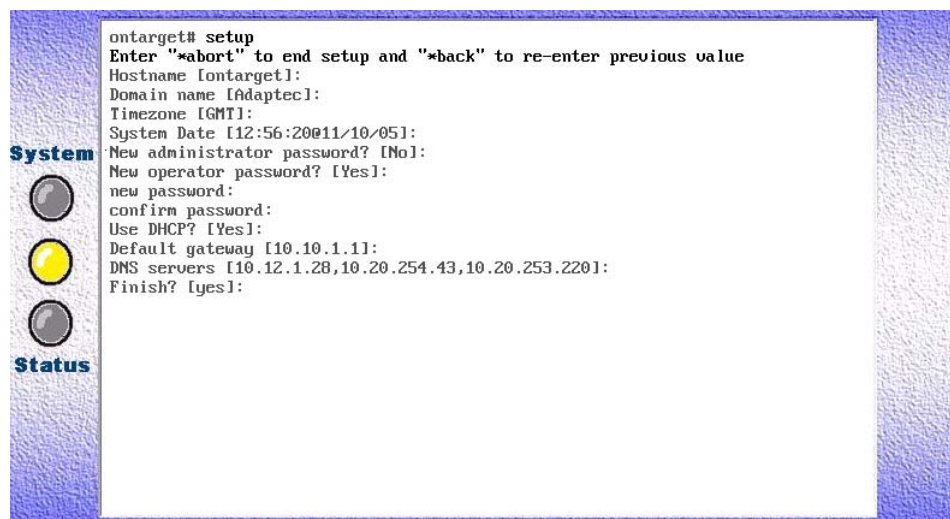 ontarget# setup
Enter "*abort" to end setup and "*back" to re-enter previous value
Hostname [ontarget]:
Domain name [Adaptec]:
Timezone [GMT]:
System Date [12:56:20@11/10/05]:
New administrator password? [No]:
New operator password? [Yes]:
new password:
confirm password:
Use DHCP? [Yes]:
Default gateway [10.10.1.1]:
DNS servers [10.12.1.28,10.20.254.43,10.20.253.220]:
Finish? [yes]:
System
Status